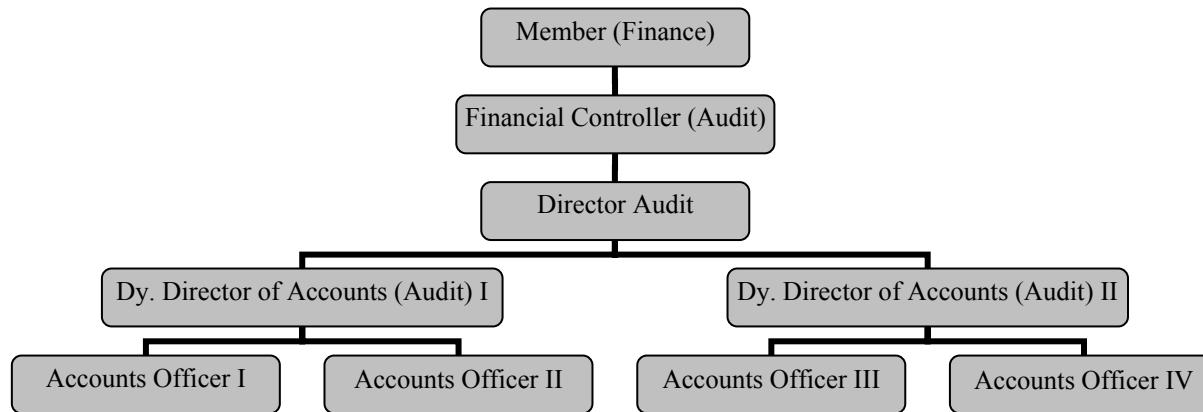 Member (Finance)
Financial Controller (Audit)
Director Audit
Dy. Director of Accounts (Audit) I
Dy. Director of Accounts (Audit) II
Accounts Officer I
Accounts Officer II
Accounts Officer III
Accounts Officer IV